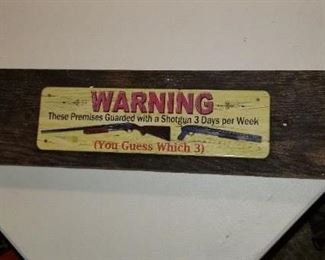 WARNING
These Premises Guarded with a Shotgun 3 Days per Week
(You Guess Which 3)